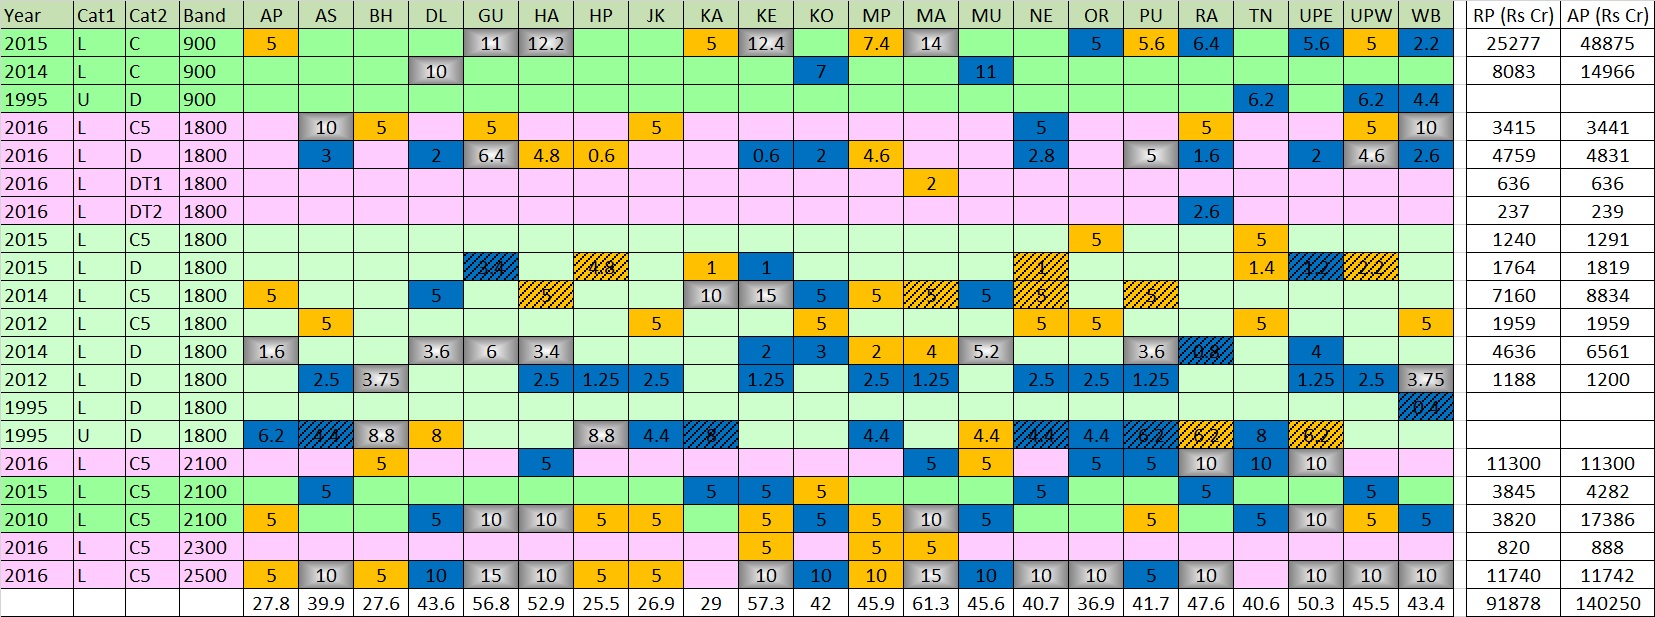 Year Cat1 Cat2 Band AP AS BH DL GU HA HP JK KA KE KO MP MA MU NE OR PU RA TN UPE UPW WB RP (Rs Cr) AP (Rs Cr)
2015 L C 900 5 11 12.2 5 12.4 7.4 14 5 5.6 6.4 5.6 5 2.2 25277 48875
2014 L C 900 10 7 11 8083 14966
1995 U D 900 6.2 6.2 4.4
2016 L C5 1800 10 5 5 5 5 5 5 10 3415 3441
2016 L D 1800 3 2 6.4 4.8 0.6 0.6 2 4.6 2.8 5 1.6 2 4.6 2.6 4759 4831
2016 L DT1 1800 2 636 636
2016 L DT2 1800 2.6 237 239
2015 L C5 1800 5 5 1240 1291
2015 L D 1800 3.4 4.8 1 1 1 1.4 1.2 2.2 1764 1819
2014 L C5 1800 5 5 5 10 15 5 5 5 5 5 5 7160 8834
2012 L C5 1800 5 5 5 5 5 5 5 1959 1959
2014 L D 1800 1.6 3.6 6 3.4 2 3 2 4 5.2 3.6 0.8 4 4636 6561
2012 L D 1800 2.5 3.75 2.5 1.25 2.5 1.25 2.5 1.25 2.5 2.5 1.25 1.25 2.5 3.75 1188 1200
1995 L D 1800 0.4
1995 U D 1800 6.2 4.4 8.8 8 8.8 4.4 8 4.4 4.4 4.4 4.4 6.2 6.2 8 6.2
2016 L C5 2100 5 5 5 5 5 5 10 10 10 11300 11300
2015 L C5 2100 5 5 5 5 5 5 5 3845 4282
2010 L C5 2100 5 5 10 10 5 5 5 5 5 10 5 5 5 10 5 5 3820 17386
2016 L C5 2300 5 5 5 820 888
2016 L C5 2500 5 10 5 10 15 10 5 5 10 10 10 15 10 10 10 5 10 10 10 10 11740 11742
27.8 39.9 27.6 43.6 56.8 52.9 25.5 26.9 29 57.3 42 45.9 61.3 45.6 40.7 36.9 41.7 47.6 40.6 50.3 45.5 43.4 91878 140250